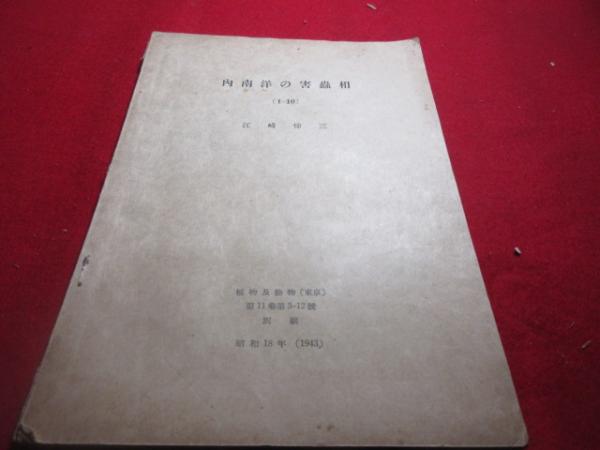 内南洋の害蟲相
(1-10)
江崎悌三
植物及動物(東京)
第11巻第3-12號
別刷
昭和18年 (1943)